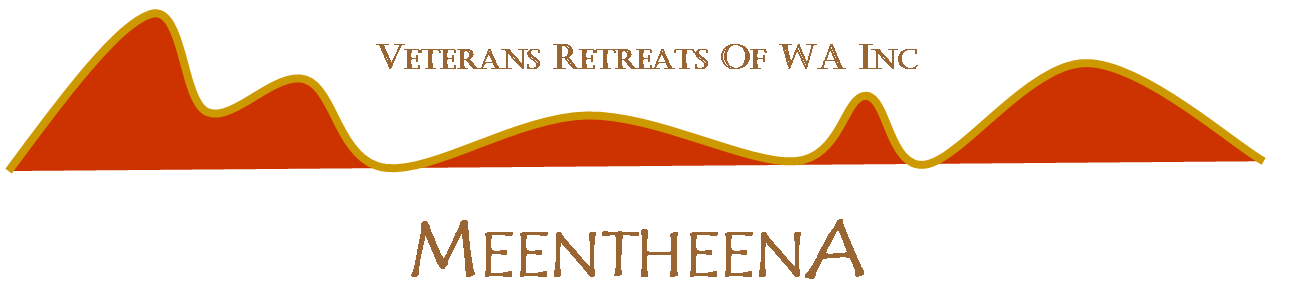 Veterans Retreats Of WA Inc
MeentheenA